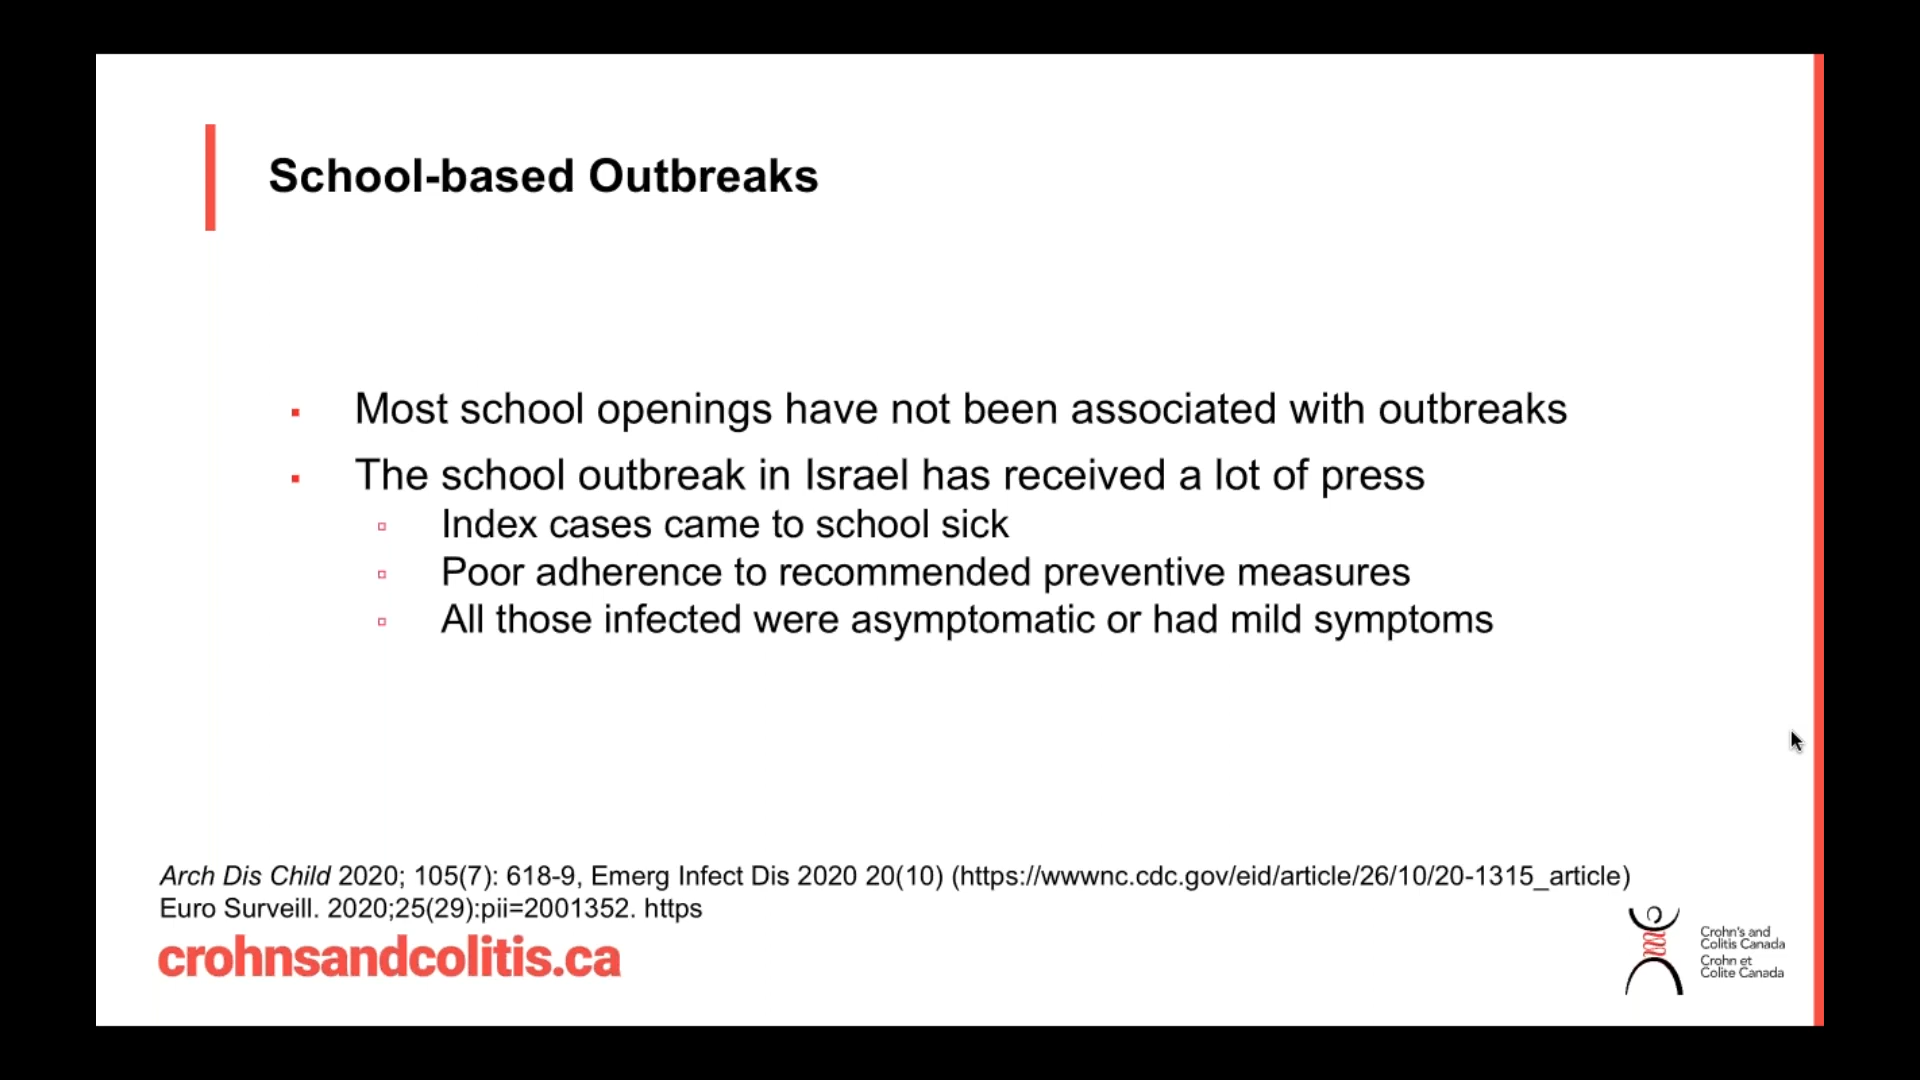 School-based Outbreaks
▪ Most school openings have not been associated with outbreaks
▪ The school outbreak in Israel has received a lot of press
▫ Index cases came to school sick
▫ Poor adherence to recommended preventive measures
▫ All those infected were asymptomatic or had mild symptoms
Arch Dis Child 2020; 105(7): 618-9, Emerg Infect Dis 2020 20(10) (https://wwwnc.cdc.gov/eid/article/26/10/20-1315_article)
Euro Surveill. 2020;25(29):pii=2001352. https
crohnsandcolitis.ca
Crohn's and
Colitis Canada
Crohn et
Colite Canada